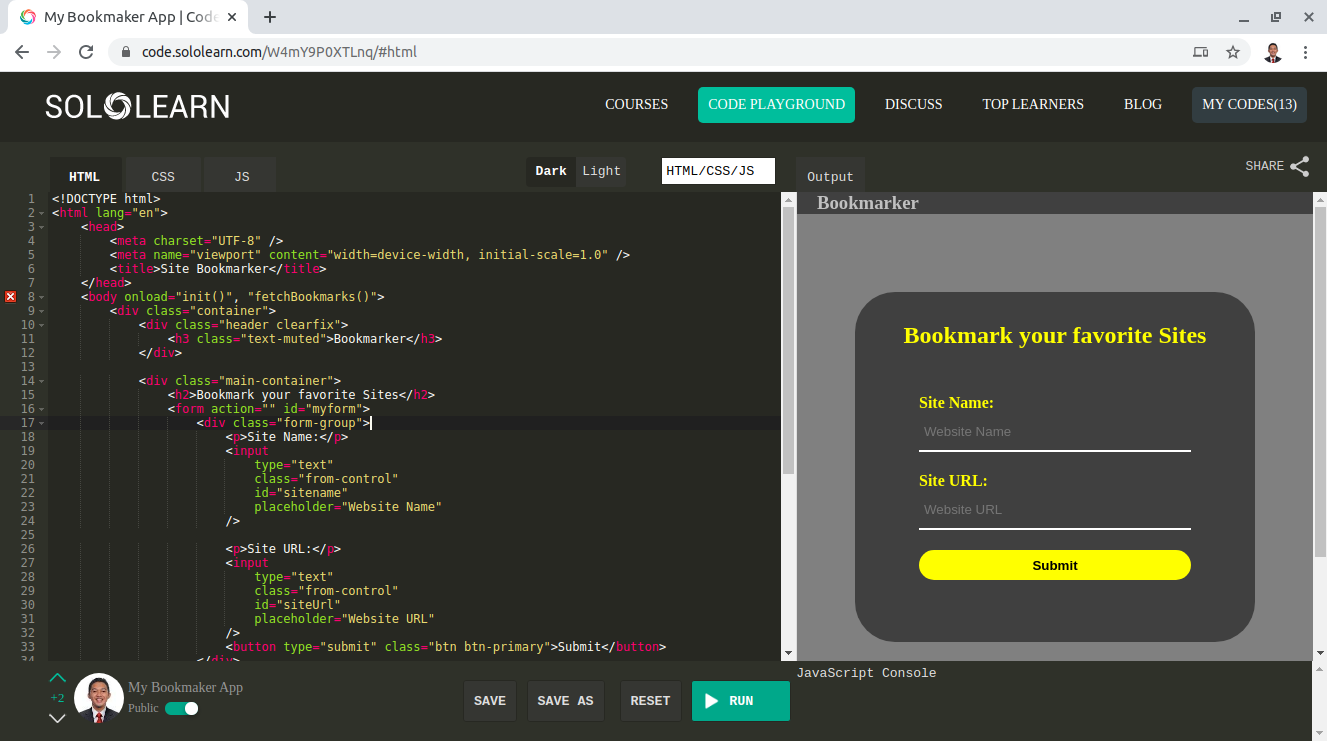 My Bookmaker App | Code
code.sololearn.com/W4mY9P0XTLnq/#html
SOLOLEARN
COURSES
CODE PLAYGROUND
DISCUSS
TOP LEARNERS
BLOG
MY CODES(13)
HTML
CSS
JS
Dark
Light
HTML/CSS/JS
Output
SHARE
1 <!DOCTYPE html>
2 <html lang="en">
3 <head>
4 <meta charset="UTF-8" />
5 <meta name="viewport" content="width=device-width, initial-scale=1.0" />
6 <title>Site Bookmarker</title>
7 </head>
8 <body onload="init()", "fetchBookmarks()">
9 <div class="container">
10 <div class="header clearfix">
11 <h3 class="text-muted">Bookmarker</h3>
12 </div>
13
14 <div class="main-container">
15 <h2>Bookmark your favorite Sites</h2>
16 <form action="" id="myform">
17 <div class="form-group">
18 <p>Site Name:</p>
19 <input
20 type="text"
21 class="from-control"
22 id="sitename"
23 placeholder="Website Name"
24 />
25
26 <p>Site URL:</p>
27 <input
28 type="text"
29 class="from-control"
30 id="siteUrl"
31 placeholder="Website URL"
32 />
33 <button type="submit" class="btn btn-primary">Submit</button>
34 </div>
Bookmarker
Bookmark your favorite Sites
Site Name:
Website Name
Site URL:
Website URL
Submit
+2
My Bookmaker App
Public
SAVE
SAVE AS
RESET
RUN
JavaScript Console